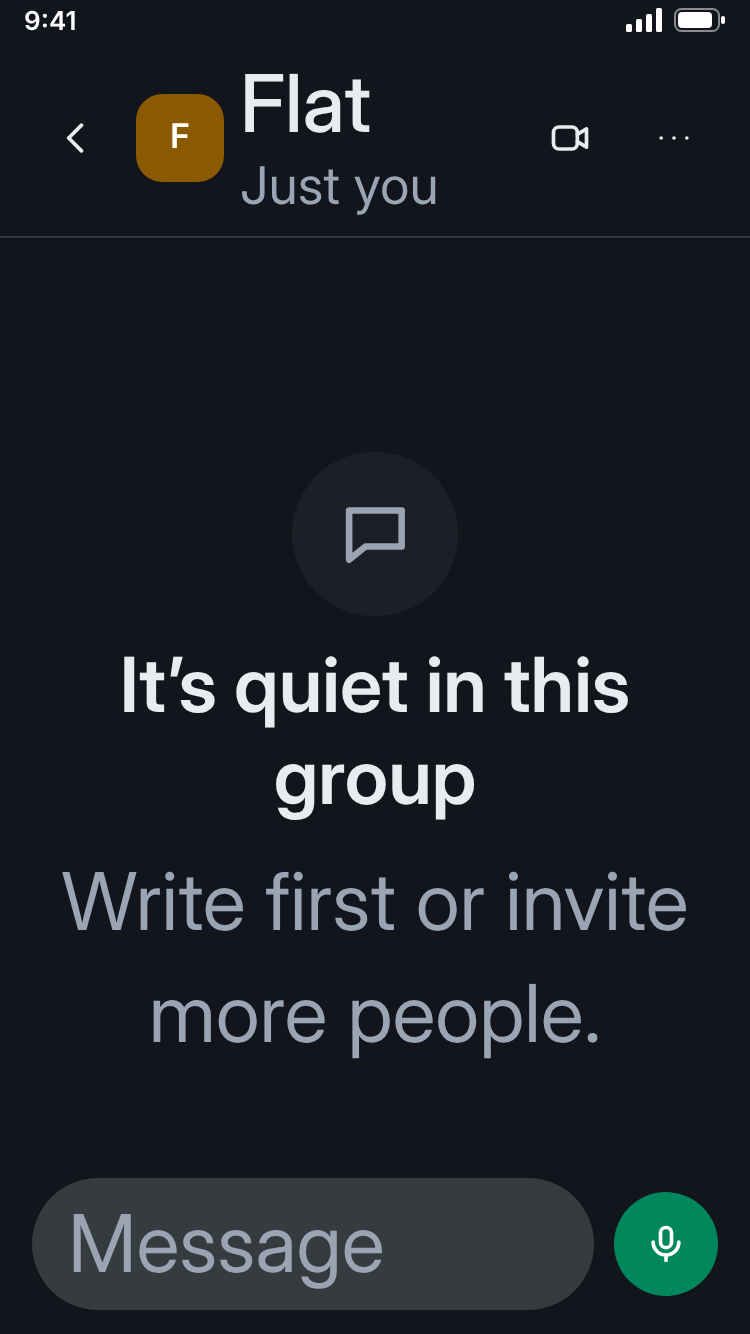 9:41
F
Flat
Just you
It’s quiet in this
group
Write first or invite
more people.
Message